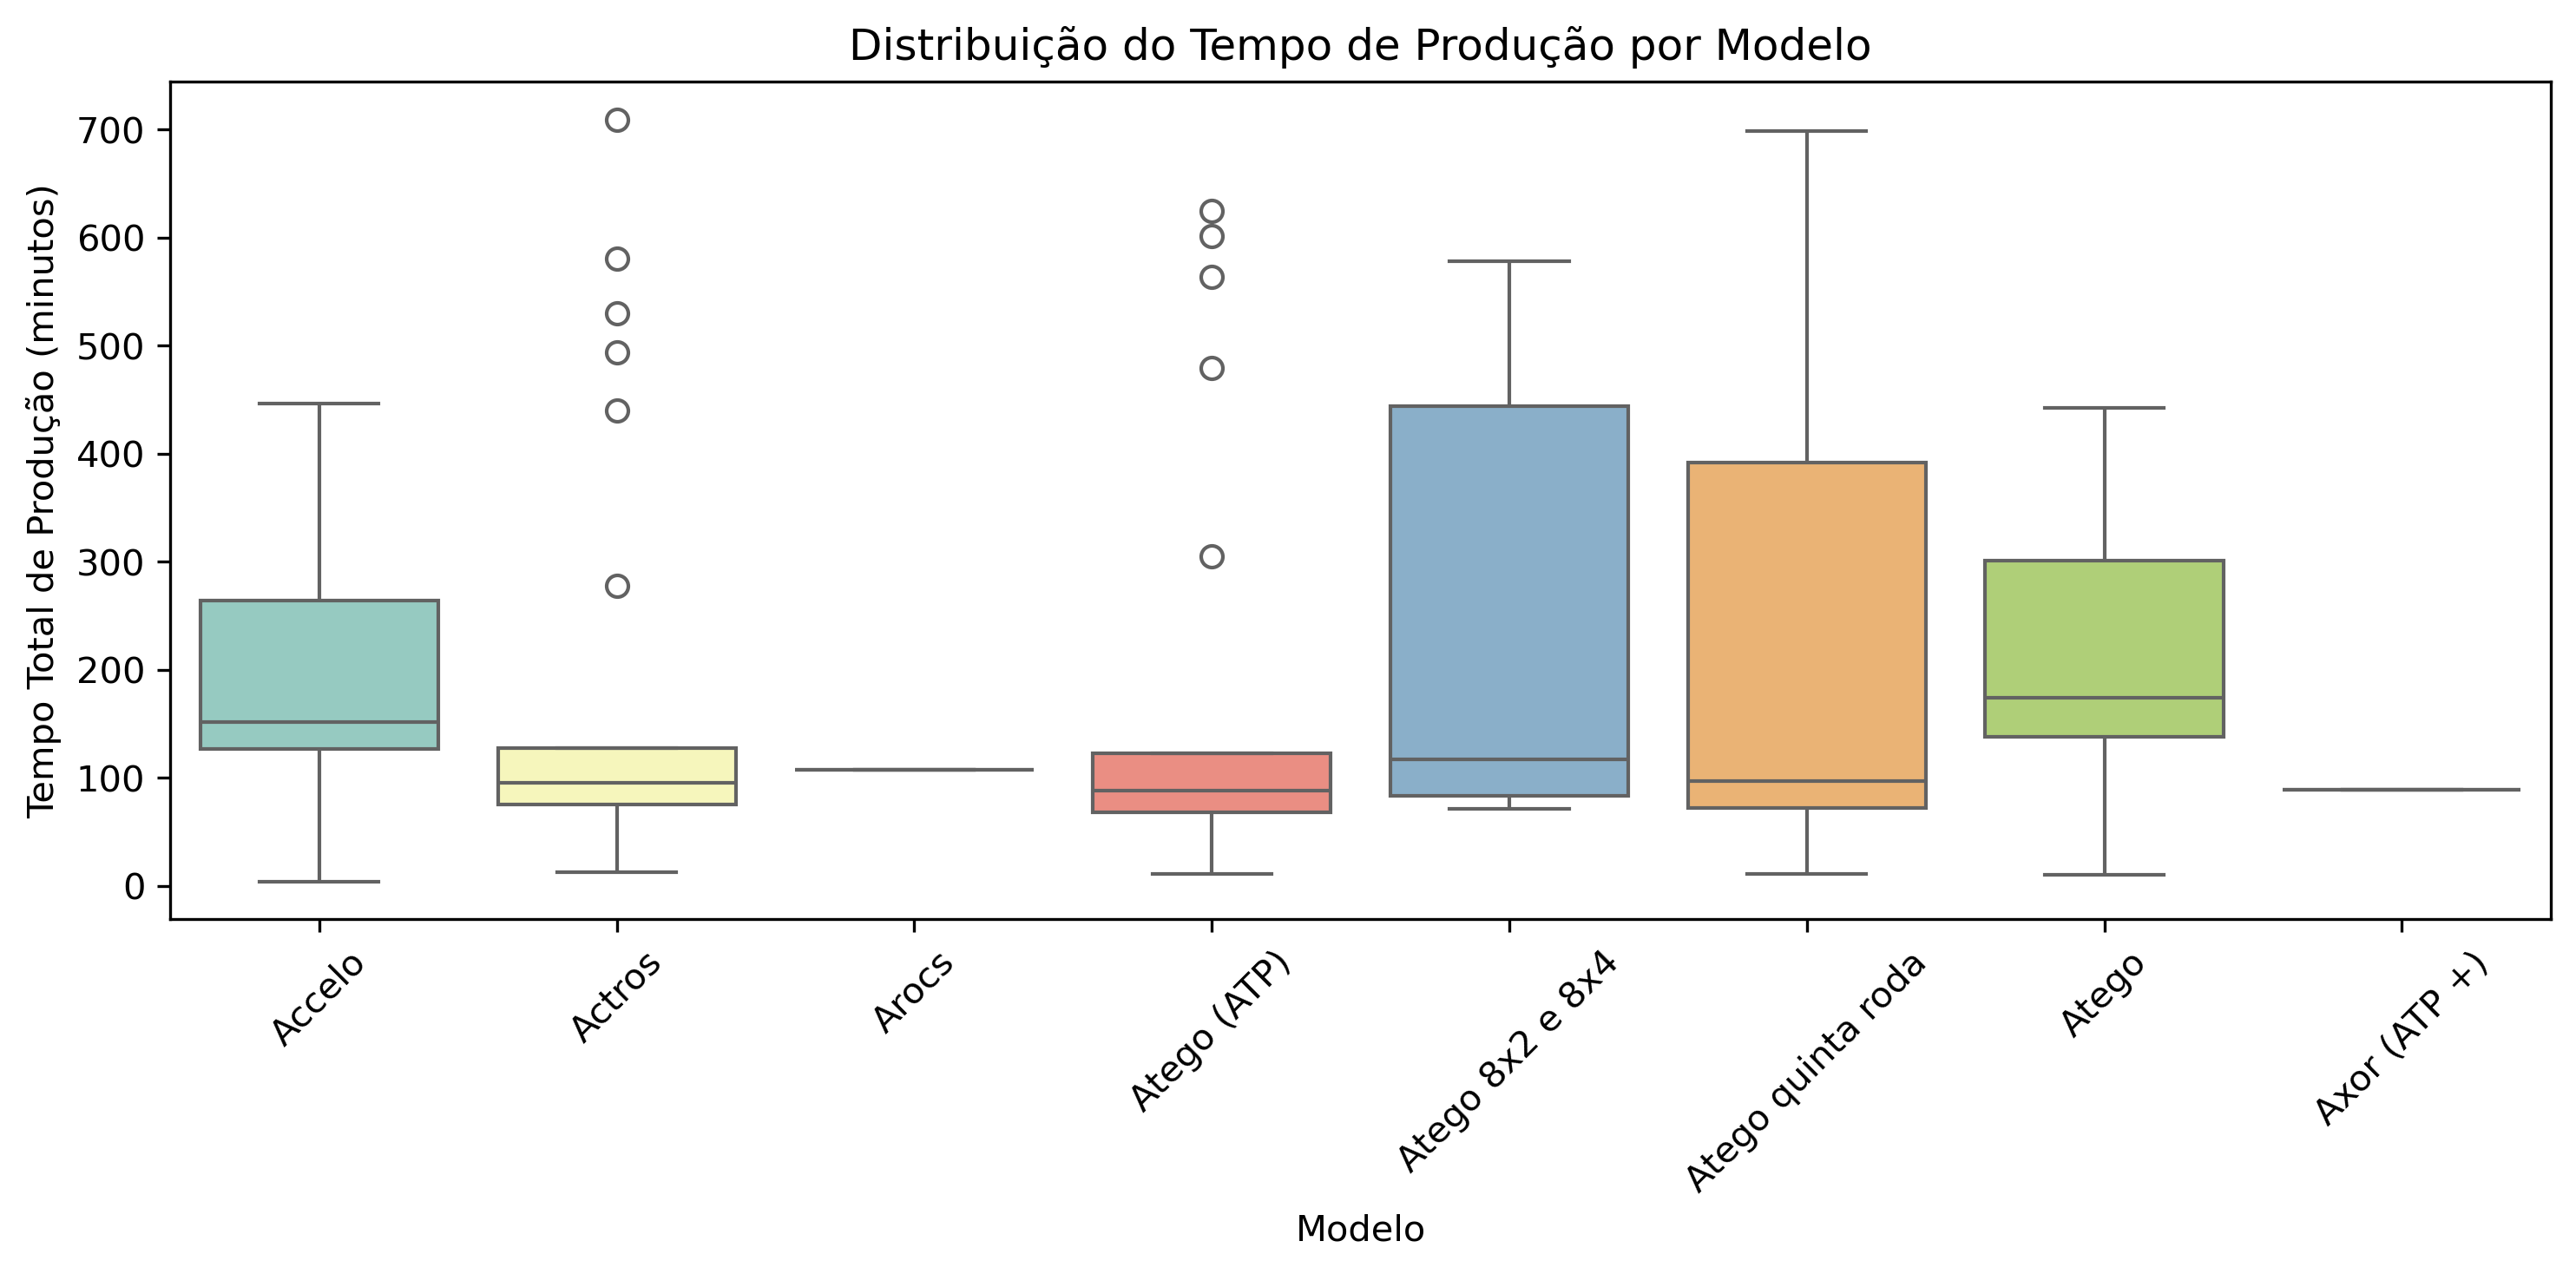 Distribuição do Tempo de Produção por Modelo
Tempo Total de Produção (minutos)
700
600
500
400
300
200
100
0
Accelo
Actros
Arocs
Atego (ATP)
Atego 8x2 e 8x4
Atego quinta roda
Atego
Axor (ATP +)
Modelo